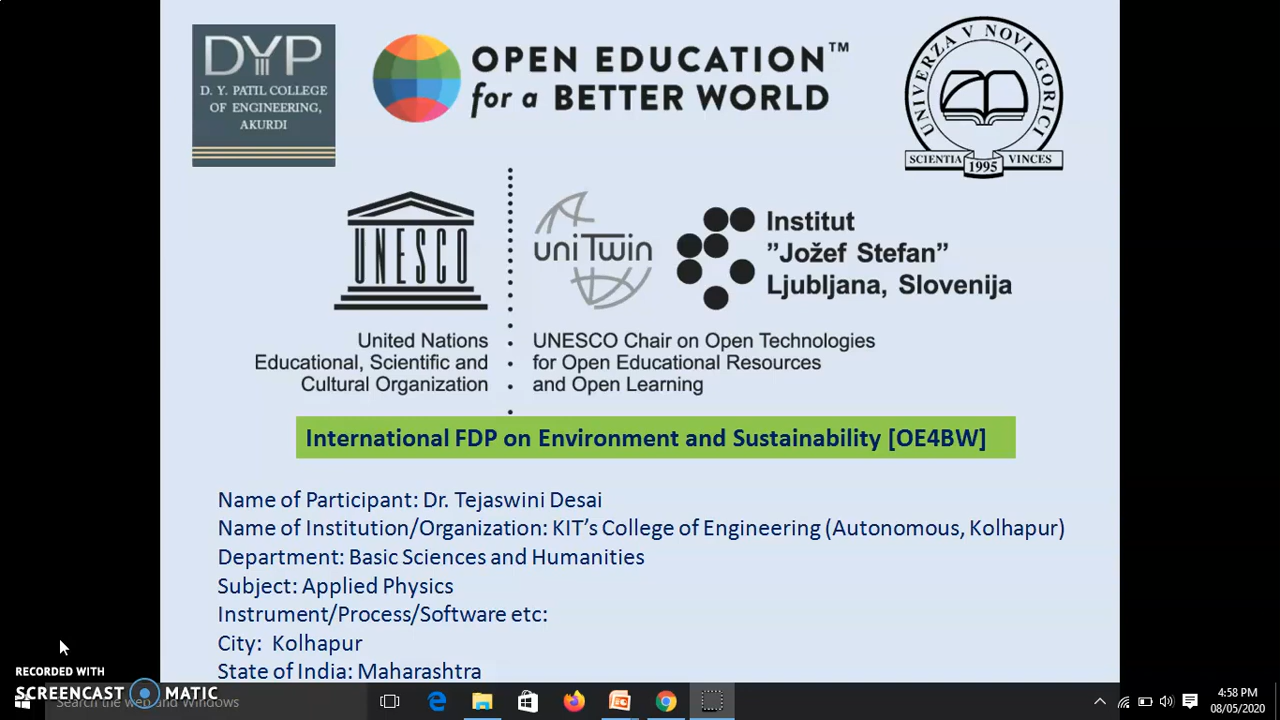 DYP
D. Y. PATIL COLLEGE
OF ENGINEERING,
AKURDI
OPEN EDUCATION™
for a BETTER WORLD
UNIVERZA V NOVI GORICI
SCIENTIA 1995 VINCES
UNESCO
uniTwin
Institut
"Jožef Stefan"
Ljubljana, Slovenija
United Nations
Educational, Scientific and
Cultural Organization
UNESCO Chair on Open Technologies
for Open Educational Resources
and Open Learning
International FDP on Environment and Sustainability [OE4BW]
Name of Participant: Dr. Tejaswini Desai
Name of Institution/Organization: KIT's College of Engineering (Autonomous, Kolhapur)
Department: Basic Sciences and Humanities
Subject: Applied Physics
Instrument/Process/Software etc:
City: Kolhapur
State of India: Maharashtra
RECORDED WITH
SCREENCAST MATIC
Search the web and Windows
4:58 PM
08/05/2020